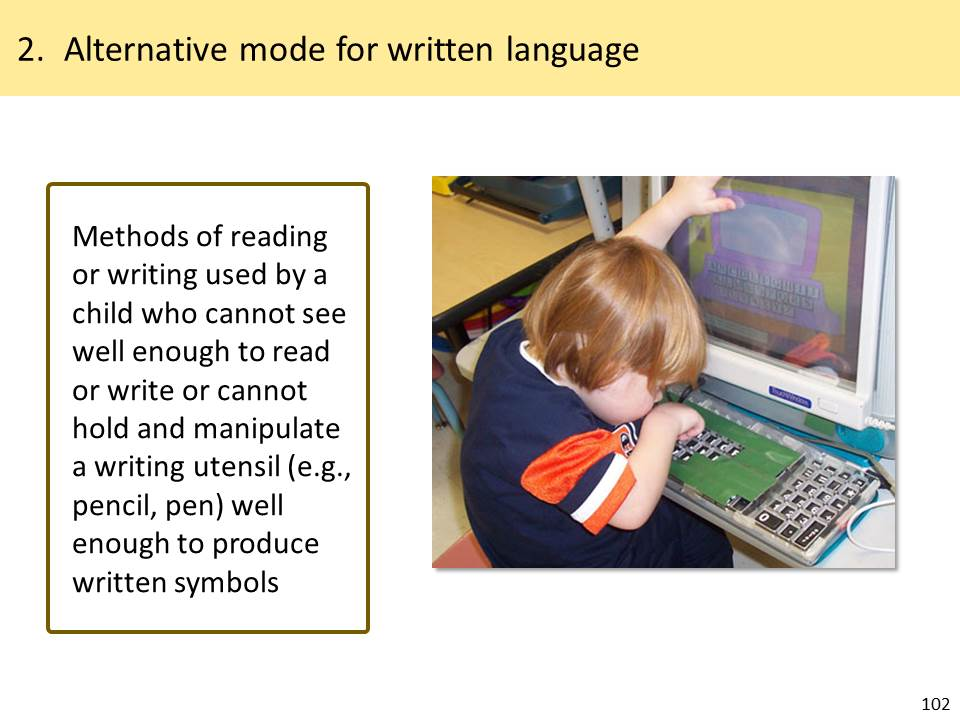 2. Alternative mode for written language
Methods of reading
or writing used by a
child who cannot see
well enough to read
or write or cannot
hold and manipulate
a writing utensil (e.g.,
pencil, pen) well
enough to produce
written symbols
102